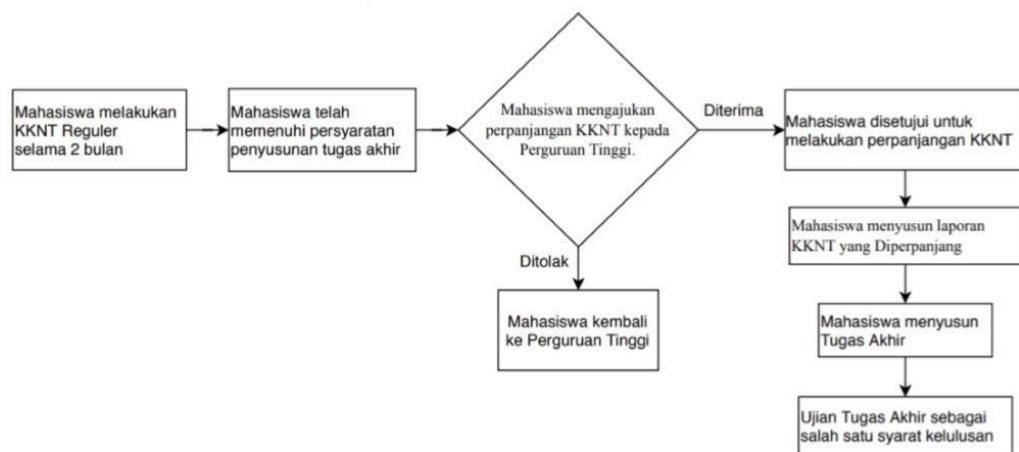 Mahasiswa melakukan
KKNT Reguler
selama 2 bulan
Mahasiswa telah
memenuhi persyaratan
penyusunan tugas akhir
Mahasiswa mengajukan
perpanjangan KKNT kepada
Perguruan Tinggi.
Diterima
Mahasiswa disetujui untuk
melakukan perpanjangan KKNT
Mahasiswa menyusun laporan
KKNT yang Diperpanjang
Ditolak
Mahasiswa kembali
ke Perguruan Tinggi
Mahasiswa menyusun
Tugas Akhir
Ujian Tugas Akhir sebagai
salah satu syarat kelulusan